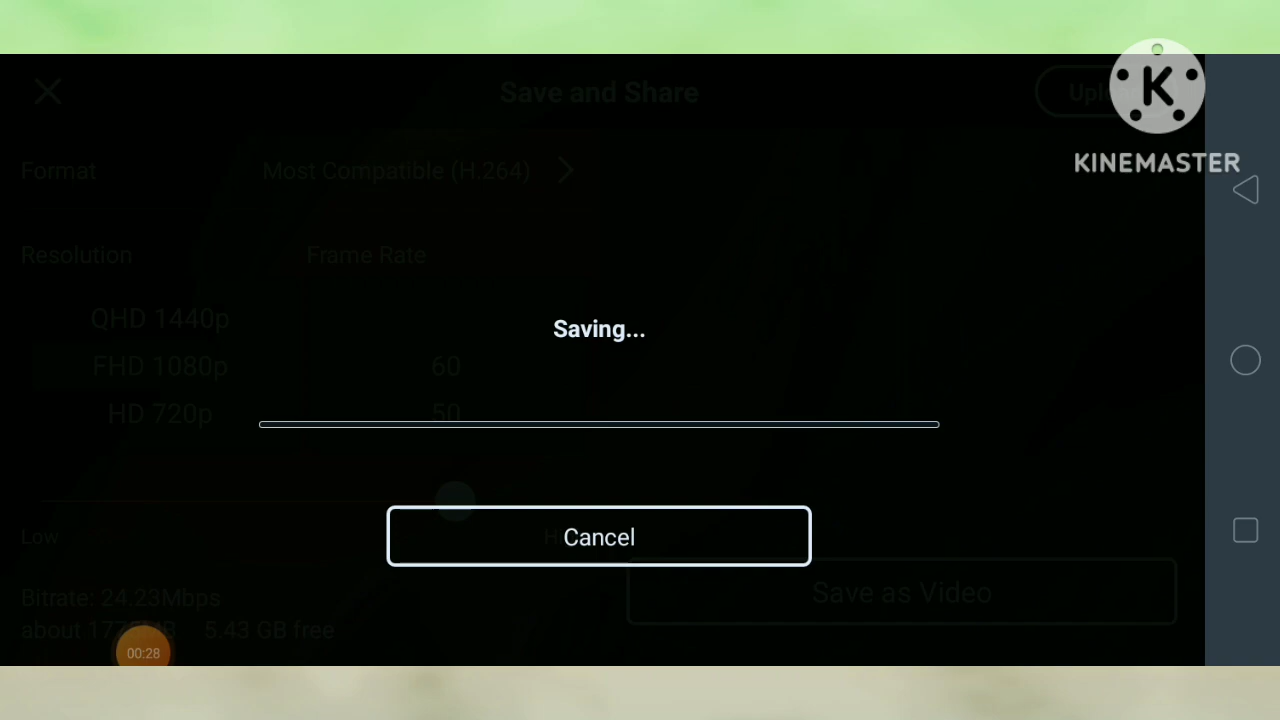 Save and Share
K
KINEMASTER
Format
Most Compatible (H.264)
Resolution
Frame Rate
QHD 1440p
Saving...
FHD 1080p
60
HD 720p
50
Low
Cancel
Bitrate: 24.23Mbps
Save as Video
about
5.43 GB free
00:28